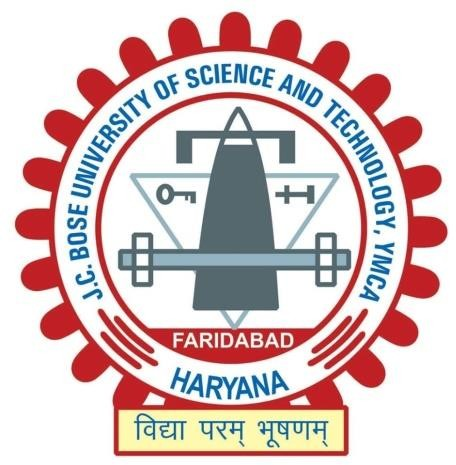 J.C. BOSE UNIVERSITY OF SCIENCE AND TECHNOLOGY, YMCA
FARIDABAD
HARYANA
विद्या परम् भूषणम्